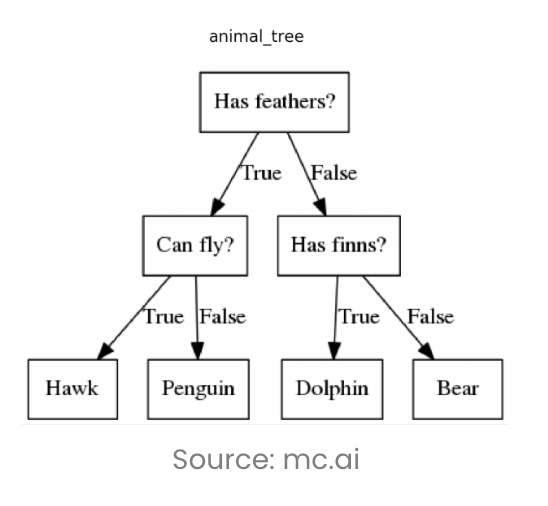 animal_tree
Has feathers?
True False
Can fly? Has finns?
True False True False
Hawk Penguin Dolphin Bear
Source: mc.ai